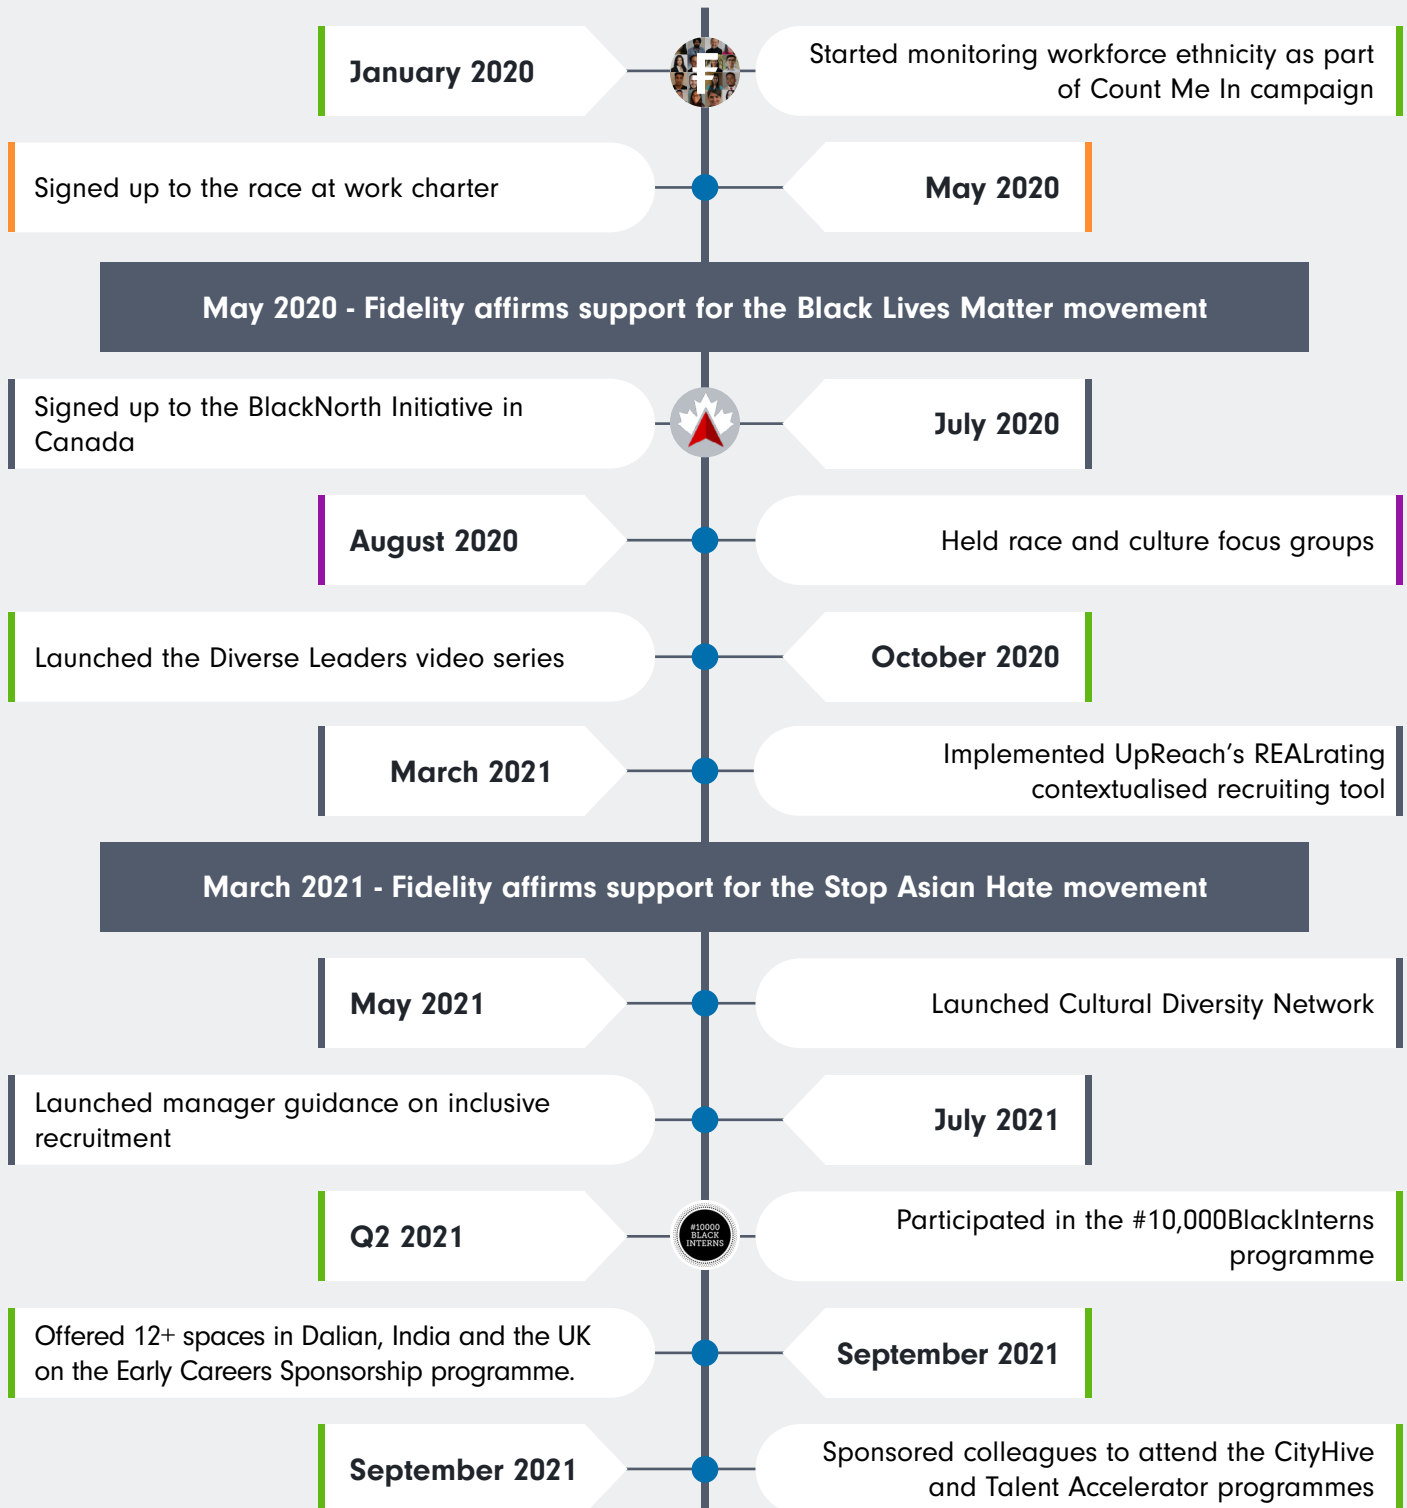 January 2020
Started monitoring workforce ethnicity as part
of Count Me In campaign
Signed up to the race at work charter
May 2020
May 2020 - Fidelity affirms support for the Black Lives Matter movement
Signed up to the BlackNorth Initiative in
Canada
July 2020
August 2020
Held race and culture focus groups
Launched the Diverse Leaders video series
October 2020
March 2021
Implemented UpReach’s REALrating
contextualised recruiting tool
March 2021 - Fidelity affirms support for the Stop Asian Hate movement
May 2021
Launched Cultural Diversity Network
Launched manager guidance on inclusive
recruitment
July 2021
Q2 2021
#10000
BLACK
INTERNS
Participated in the #10,000BlackInterns
programme
Offered 12+ spaces in Dalian, India and the UK
on the Early Careers Sponsorship programme.
September 2021
September 2021
Sponsored colleagues to attend the CityHive
and Talent Accelerator programmes